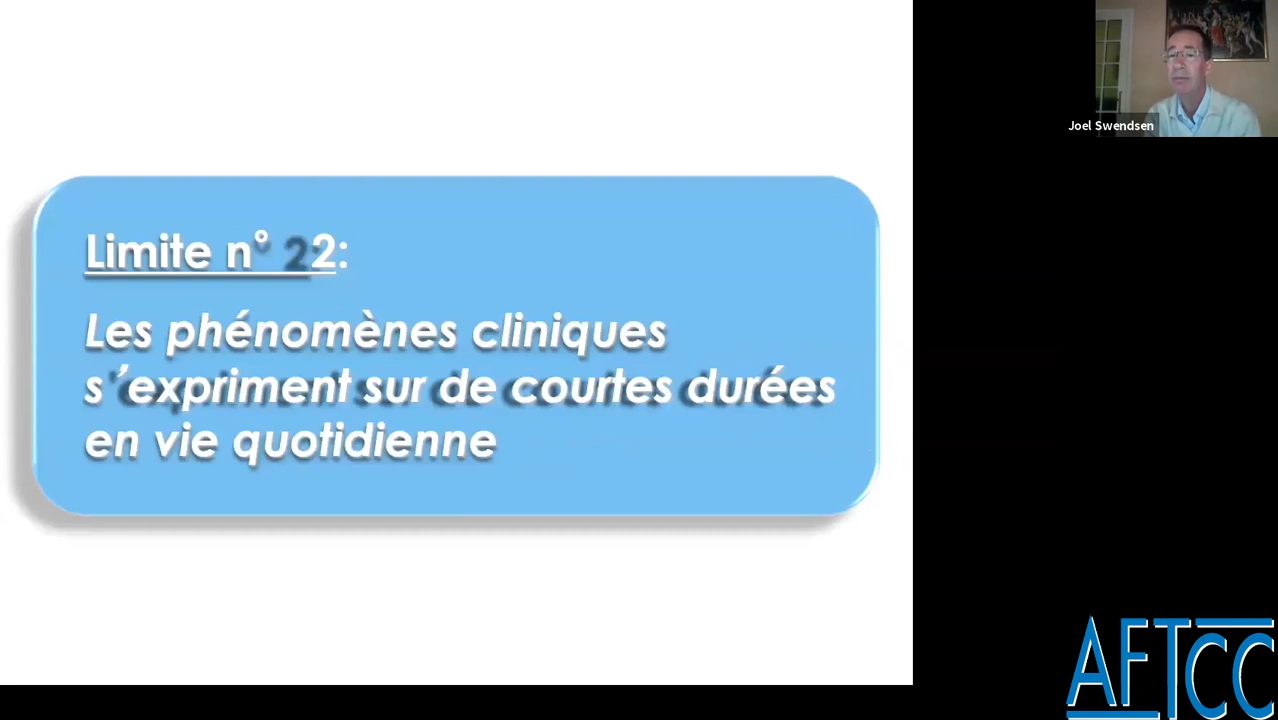 Joel Swendsen
Limite n° 2:
Les phénomènes cliniques
s’expriment sur de courtes durées
en vie quotidienne
AFTCC